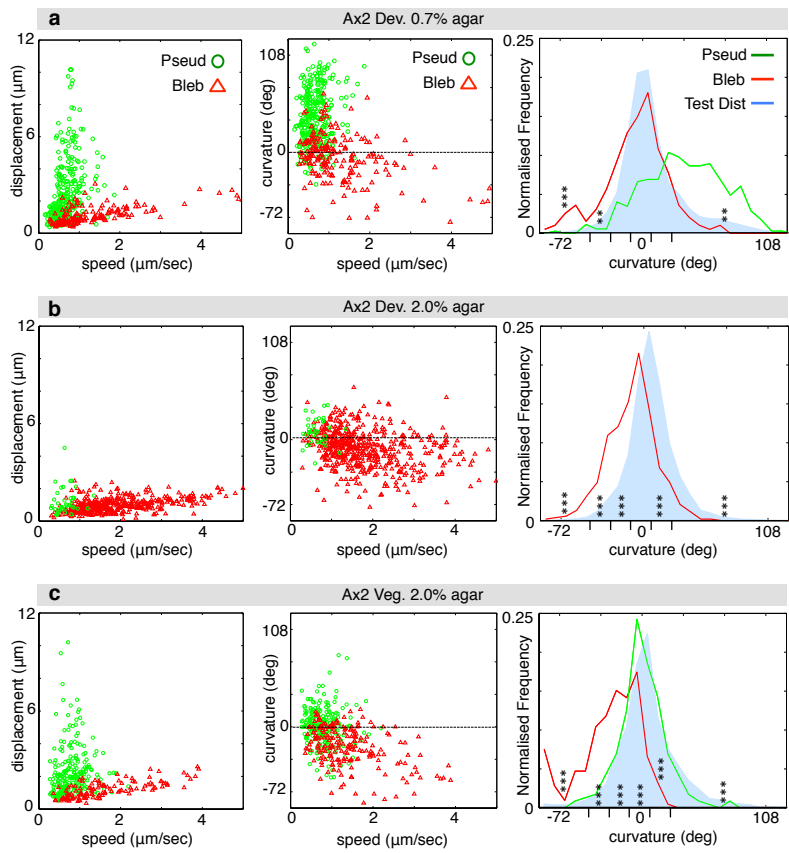 a Ax2 Dev. 0.7% agar
12
6
0
displacement (µm)
Pseud
Bleb
0 2 4
speed (µm/sec)
108
0
-72
curvature (deg)
Pseud
Bleb
0 2 4
speed (µm/sec)
0.25
0
Normalised Frequency
Pseud
Bleb
Test Dist
***
**
**
-72 0 108
curvature (deg)
b Ax2 Dev. 2.0% agar
12
6
0
displacement (µm)
0 2 4
speed (µm/sec)
108
0
-72
curvature (deg)
0 2 4
speed (µm/sec)
0.25
0
Normalised Frequency
*** *** *** *** ***
-72 0 108
curvature (deg)
c Ax2 Veg. 2.0% agar
12
6
0
displacement (µm)
0 2 4
speed (µm/sec)
108
0
-72
curvature (deg)
0 2 4
speed (µm/sec)
0.25
0
Normalised Frequency
*** *** *** *** *** ***
-72 0 108
curvature (deg)